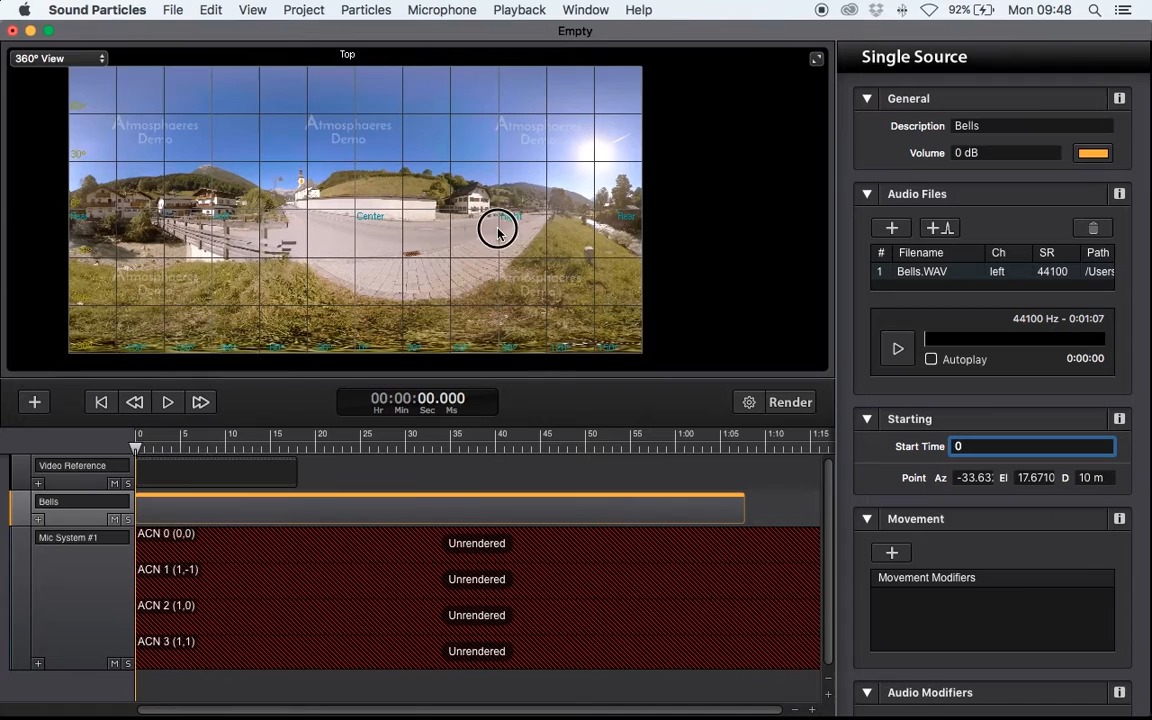 Sound Particles File Edit View Project Particles Microphone Playback Window Help 92% Mon 09:48
Empty
360° View
Top
Atmosphaeres Demo
Atmosphaeres Demo
Atmosphaeres Demo
30°
Center
Rear
Single Source
General
Description Bells
Volume 0 dB
Audio Files
# Filename Ch SR Path
1 Bells.WAV left 44100 /Users
44100 Hz - 0:01:07
Autoplay 0:00:00
Starting
Start Time 0
Point Az -33.63: El 17.6710 D 10 m
Movement
Movement Modifiers
Audio Modifiers
00:00:00.000
Hr Min Sec Ms
Render
0 5 10 15 20 25 30 35 40 45 50 55 1:00 1:05 1:10 1:15
Video Reference
M S
Bells
M S
Mic System #1
M S
ACN 0 (0,0) Unrendered
ACN 1 (1,-1) Unrendered
ACN 2 (1,0) Unrendered
ACN 3 (1,1) Unrendered